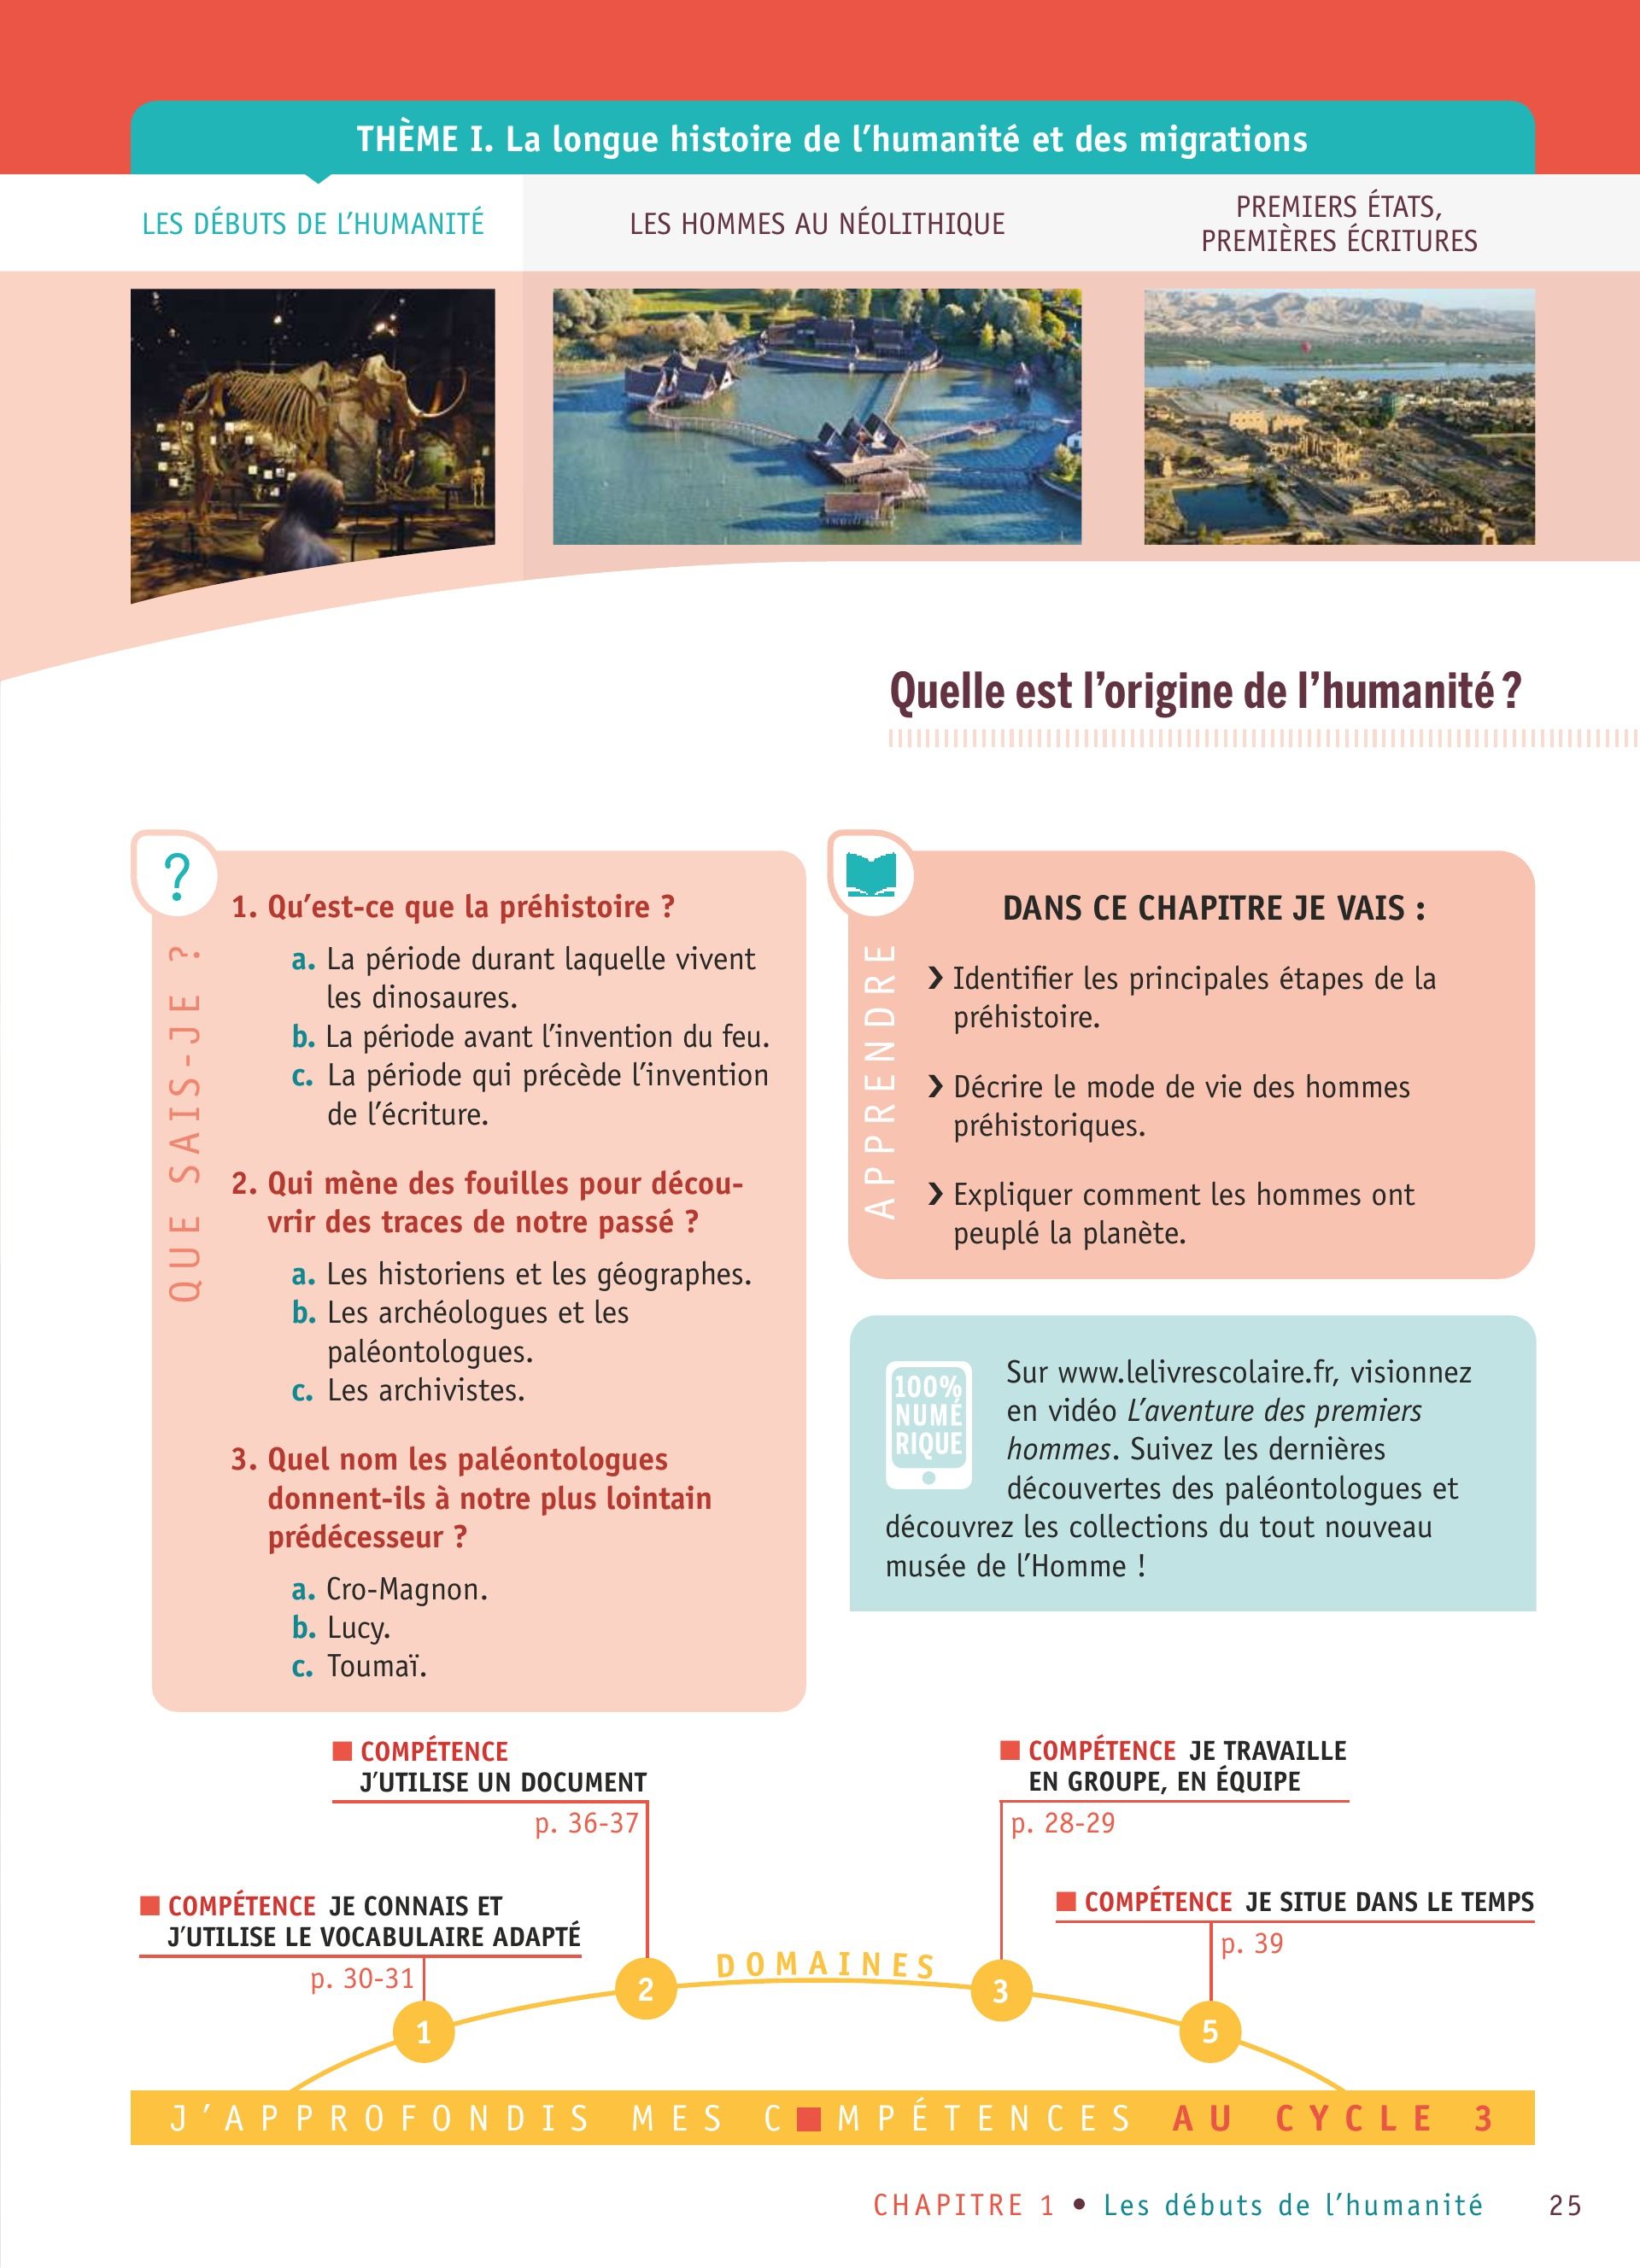 THÈME I. La longue histoire de l’humanité et des migrations
LES DÉBUTS DE L’HUMANITÉ
LES HOMMES AU NÉOLITHIQUE
PREMIERS ÉTATS,
PREMIÈRES ÉCRITURES
Quelle est l’origine de l’humanité ?
?
QUE SAIS-JE ?
1. Qu’est-ce que la préhistoire ?
a. La période durant laquelle vivent
les dinosaures.
b. La période avant l’invention du feu.
c. La période qui précède l’invention
de l’écriture.
2. Qui mène des fouilles pour décou-
vrir des traces de notre passé ?
a. Les historiens et les géographes.
b. Les archéologues et les
paléontologues.
c. Les archivistes.
3. Quel nom les paléontologues
donnent-ils à notre plus lointain
prédécesseur ?
a. Cro-Magnon.
b. Lucy.
c. Toumaï.
APPRENDRE
DANS CE CHAPITRE JE VAIS :
❯ Identifier les principales étapes de la
préhistoire.
❯ Décrire le mode de vie des hommes
préhistoriques.
❯ Expliquer comment les hommes ont
peuplé la planète.
100%
NUMÉ
RIQUE
Sur www.lelivrescolaire.fr, visionnez
en vidéo L’aventure des premiers
hommes. Suivez les dernières
découvertes des paléontologues et
découvrez les collections du tout nouveau
musée de l’Homme !
COMPÉTENCE
J’UTILISE UN DOCUMENT
p. 36-37
COMPÉTENCE JE TRAVAILLE
EN GROUPE, EN ÉQUIPE
p. 28-29
COMPÉTENCE JE CONNAIS ET
J’UTILISE LE VOCABULAIRE ADAPTÉ
p. 30-31
COMPÉTENCE JE SITUE DANS LE TEMPS
p. 39
DOMAINES
1
2
3
5
J’APPROFONDIS MES C■MPÉTENCES AU CYCLE 3
CHAPITRE 1 • Les débuts de l’humanité 25